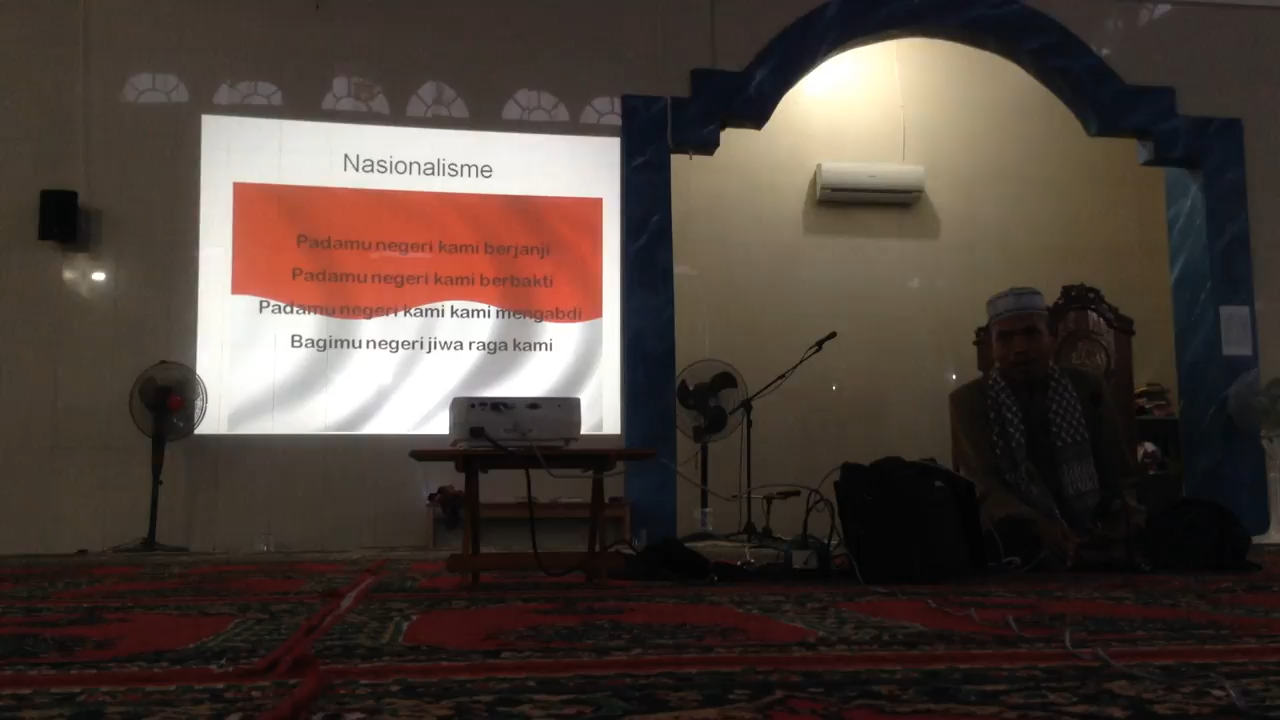 Nasionalisme
Padamu negeri kami berjanji
Padamu negeri kami berbakti
Padamu negeri kami kami mengabdi
Bagimu negeri jiwa raga kami